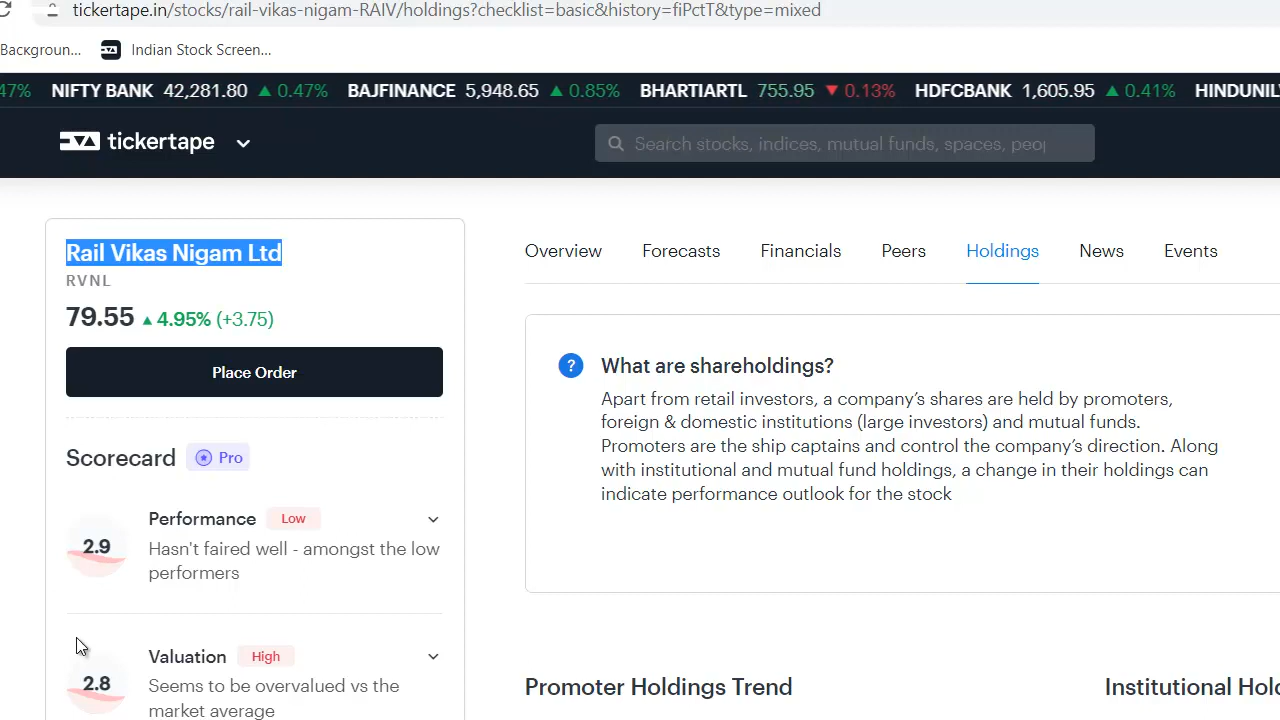 tickertape.in/stocks/rail-vikas-nigam-RAIV/holdings?checklist=basic&history=fiPctT&type=mixed
Backgroun... Indian Stock Screen...
47% NIFTY BANK 42,281.80 ▲ 0.47% BAJFINANCE 5,948.65 ▲ 0.85% BHARTIARTL 755.95 ▼ 0.13% HDFCBANK 1,605.95 ▲ 0.41% HINDUNIL
tickertape
Search stocks, indices, mutual funds, spaces, peo
Rail Vikas Nigam Ltd
RVNL
79.55 ▲ 4.95% (+3.75)
Place Order
Scorecard Pro
Performance Low
2.9
Hasn't faired well - amongst the low
performers
Valuation High
2.8
Seems to be overvalued vs the
market average
Overview Forecasts Financials Peers Holdings News Events
? What are shareholdings?
Apart from retail investors, a company's shares are held by promoters,
foreign & domestic institutions (large investors) and mutual funds.
Promoters are the ship captains and control the company's direction. Along
with institutional and mutual fund holdings, a change in their holdings can
indicate performance outlook for the stock
Promoter Holdings Trend
Institutional Hold